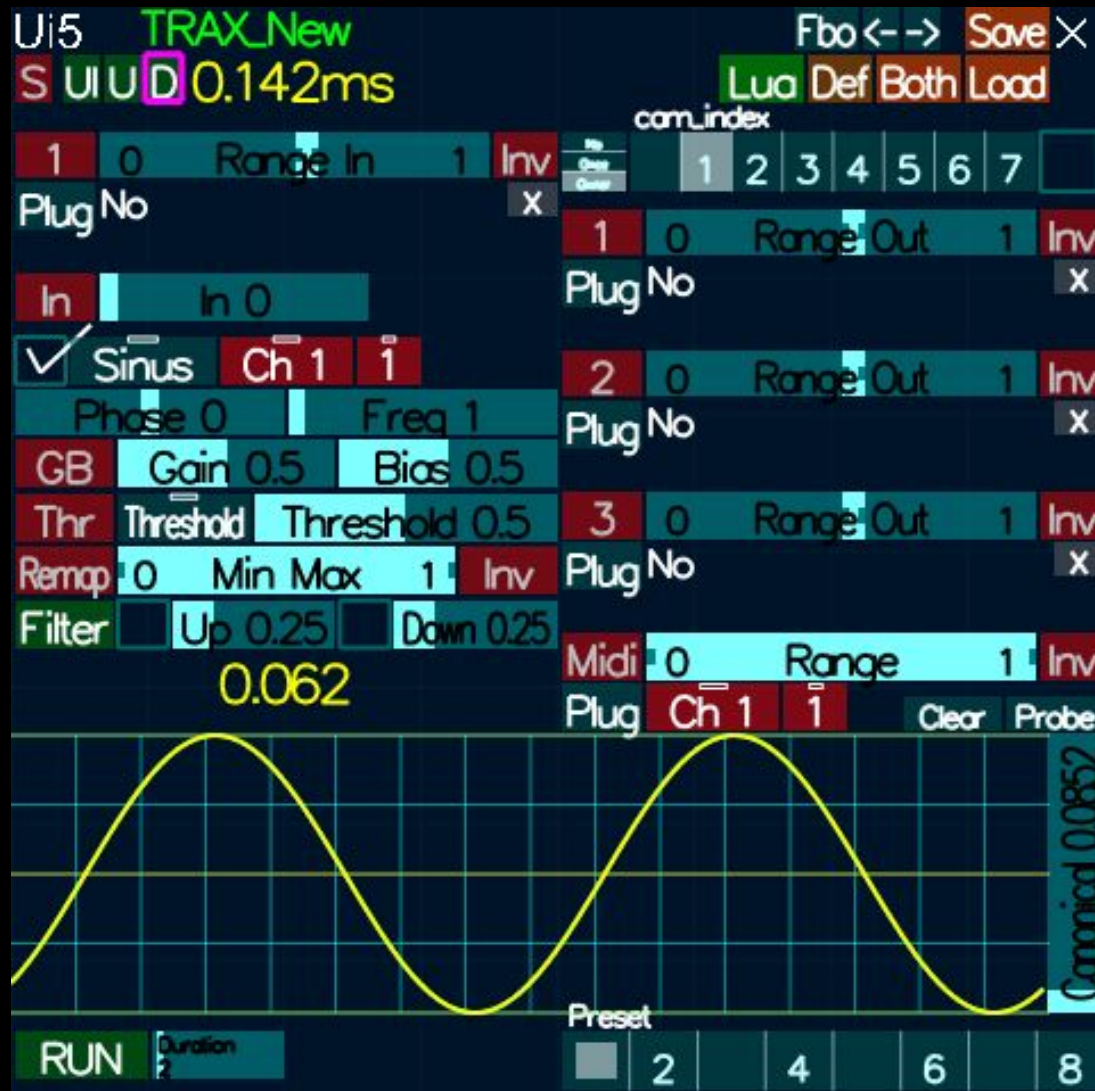 Ui5 TRAX_New Fbo <- -> Save X
S UI U D 0.142ms Lua Def Both Load
cam_index
1 0 Range In 1 Inv
1 2 3 4 5 6 7
Plug No X
1 0 Range Out 1 Inv
Plug No X
In In 0
Sinus Ch 1 1
2 0 Range Out 1 Inv
Plug No X
Phase 0 Freq 1
GB Gain 0.5 Bias 0.5
Thr Threshold Threshold 0.5
3 0 Range Out 1 Inv
Plug No X
Remap 0 Min Max 1 Inv
Filter Up 0.25 Down 0.25
Midi 0 Range 1 Inv
0.062
Plug Ch 1 1 Clear Probe
Canonical 0.0852
Preset
RUN Duration
2
2 4 6 8